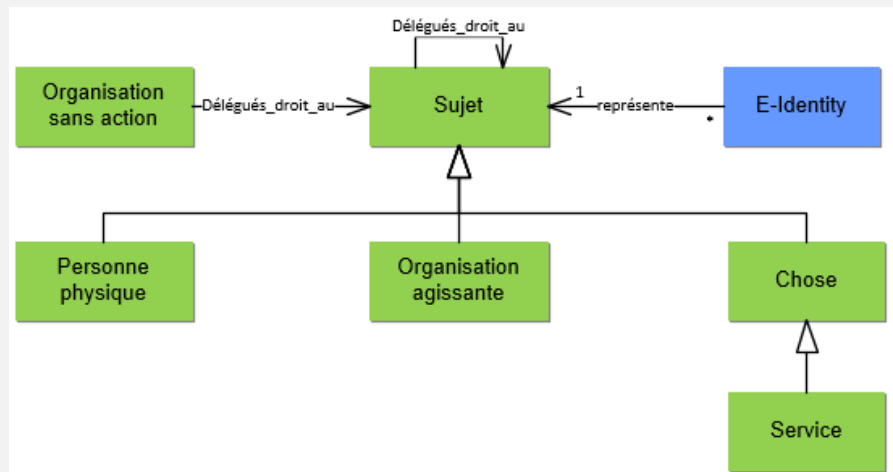 Délégués_droit_au
Organisation
sans action
Délégués_droit_au
Sujet
1
représente
*
E-Identity
Personne
physique
Organisation
agissante
Chose
Service